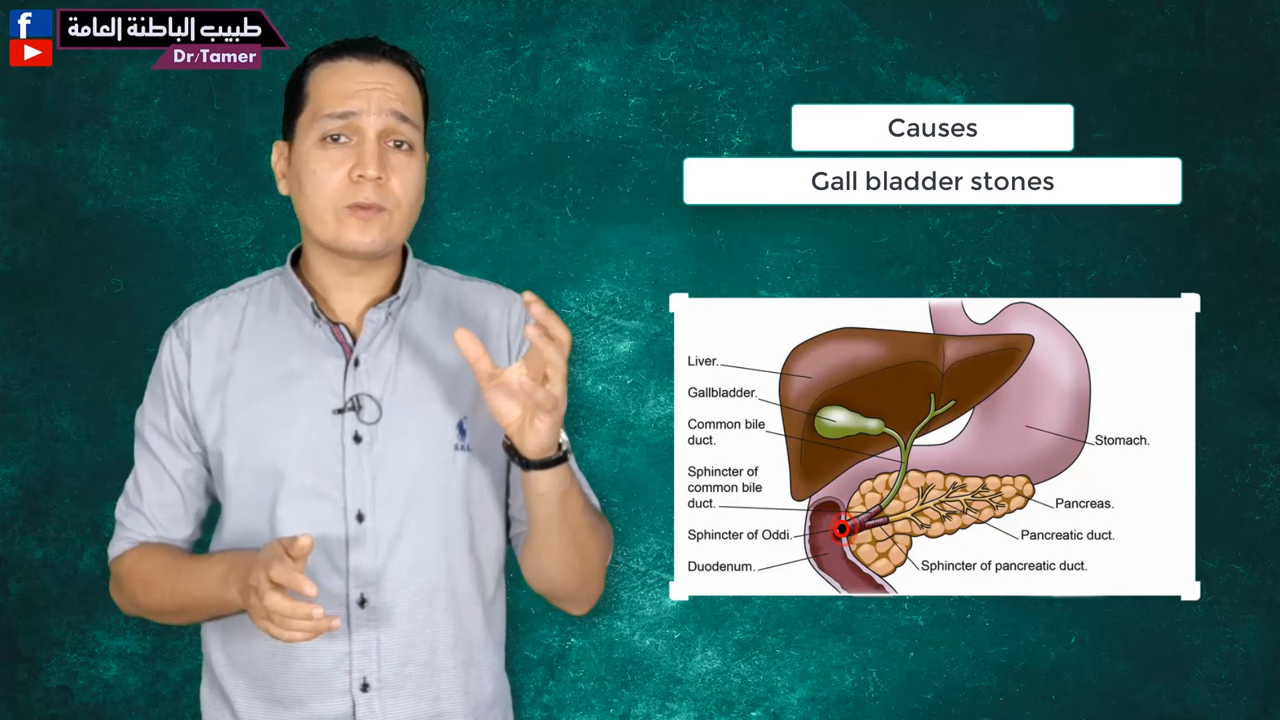 طبيب الباطنة العامة
Dr/Tamer
Causes
Gall bladder stones
Liver.
Gallbladder.
Common bile
duct.
Sphincter of
common bile
duct.
Sphincter of Oddi.
Duodenum.
Stomach.
Pancreas.
Pancreatic duct.
Sphincter of pancreatic duct.